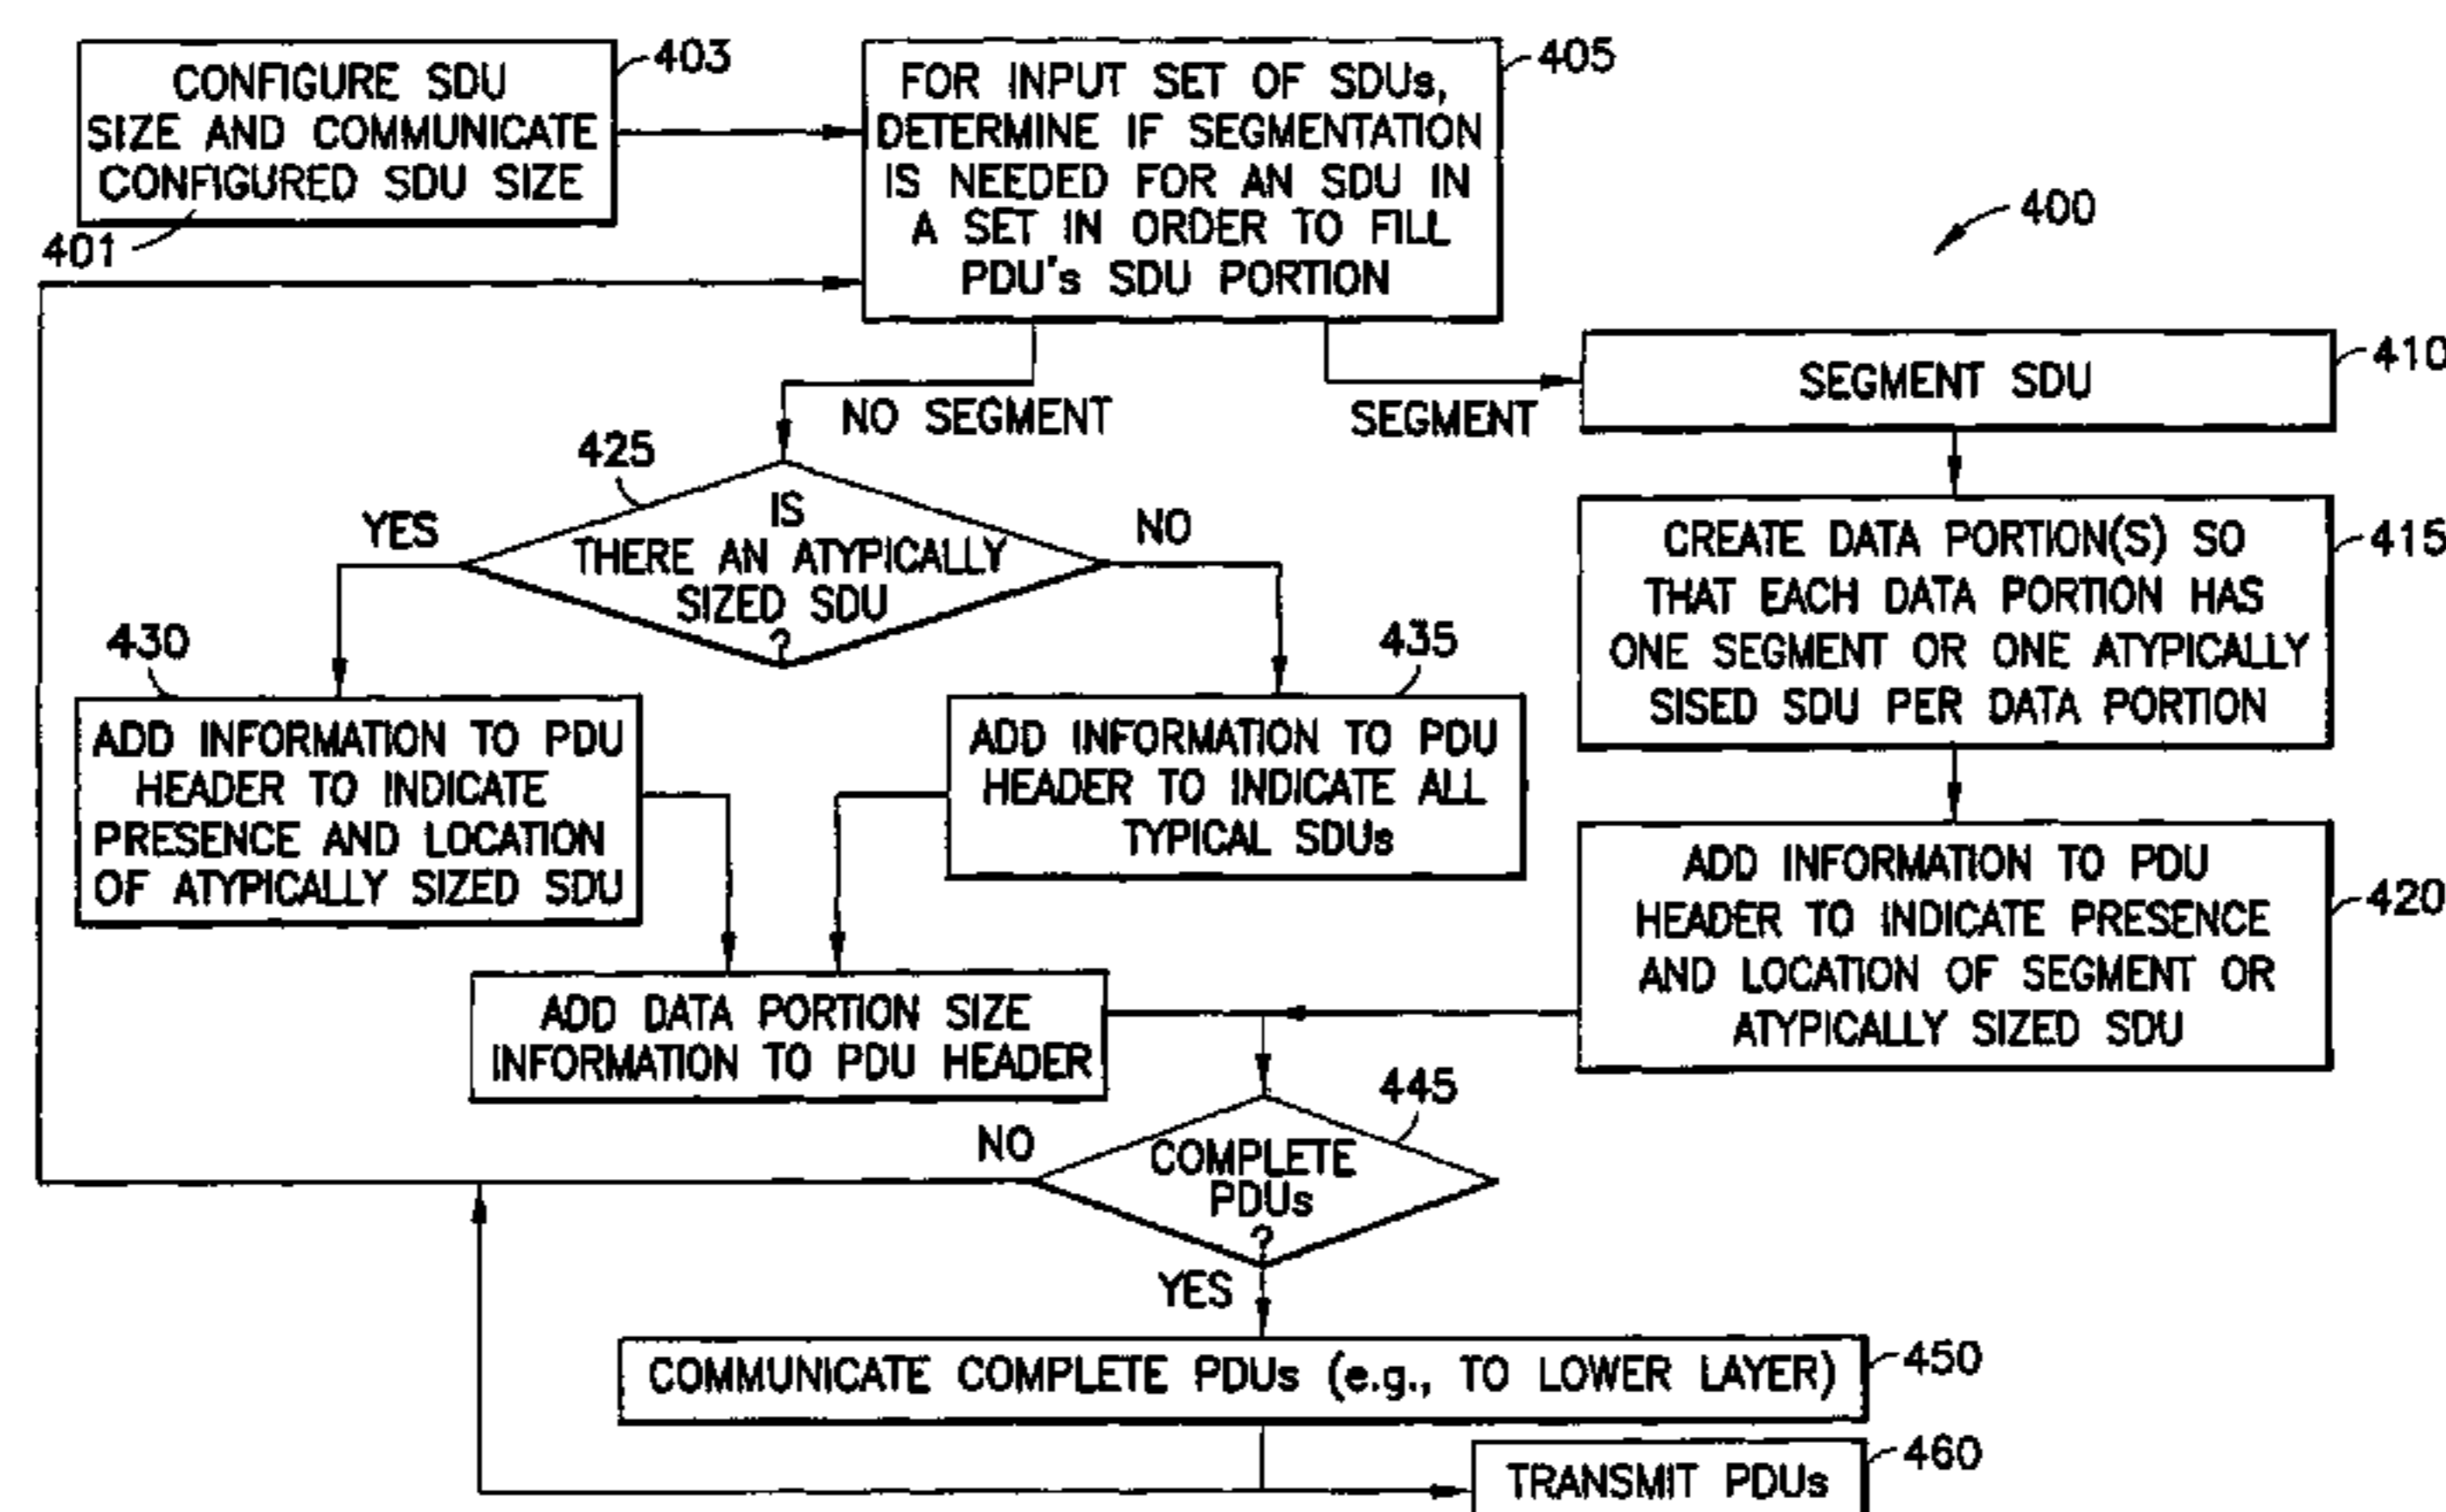 CONFIGURE SDU
SIZE AND COMMUNICATE
CONFIGURED SDU SIZE
403
401
FOR INPUT SET OF SDUs,
DETERMINE IF SEGMENTATION
IS NEEDED FOR AN SDU IN
A SET IN ORDER TO FILL
PDU's SDU PORTION
405
400
NO SEGMENT
SEGMENT
SEGMENT SDU
410
425
IS
THERE AN ATYPICALLY
SIZED SDU
?
YES
NO
CREATE DATA PORTION(S) SO
THAT EACH DATA PORTION HAS
ONE SEGMENT OR ONE ATYPICALLY
SISED SDU PER DATA PORTION
415
430
ADD INFORMATION TO PDU
HEADER TO INDICATE
PRESENCE AND LOCATION
OF ATYPICALLY SIZED SDU
435
ADD INFORMATION TO PDU
HEADER TO INDICATE ALL
TYPICAL SDUs
ADD INFORMATION TO PDU
HEADER TO INDICATE PRESENCE
AND LOCATION OF SEGMENT OR
ATYPICALLY SIZED SDU
420
ADD DATA PORTION SIZE
INFORMATION TO PDU HEADER
445
COMPLETE
PDUs
?
NO
YES
COMMUNICATE COMPLETE PDUs (e.g., TO LOWER LAYER)
450
TRANSMIT PDUs
460